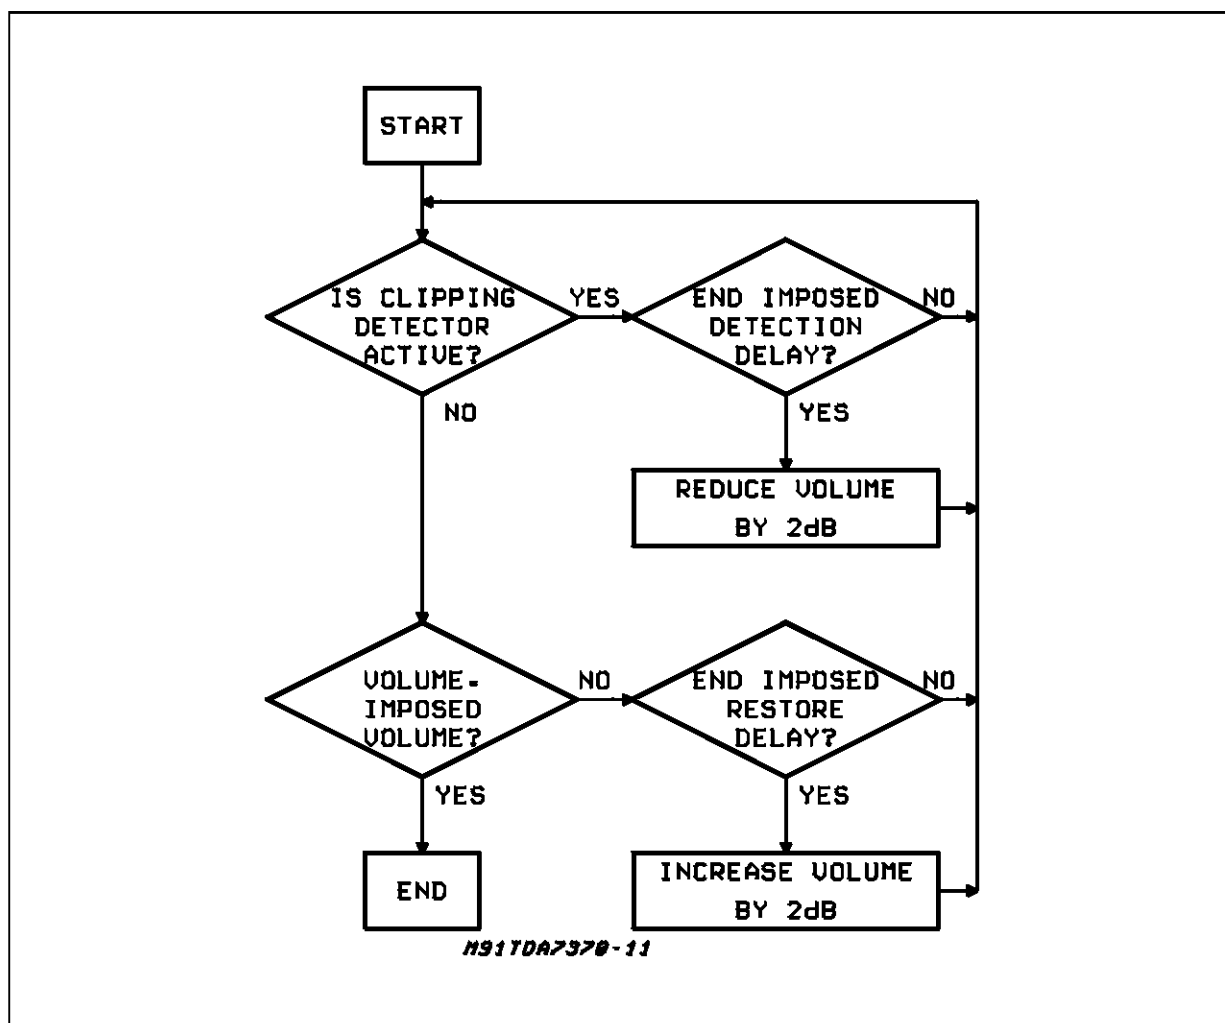 START
IS CLIPPING
DETECTOR
ACTIVE?
YES
NO
END IMPOSED
DETECTION
DELAY?
NO
YES
REDUCE VOLUME
BY 2dB
VOLUME-
IMPOSED
VOLUME?
NO
YES
END IMPOSED
RESTORE
DELAY?
NO
YES
END
INCREASE VOLUME
BY 2dB
M91TDA7370-11